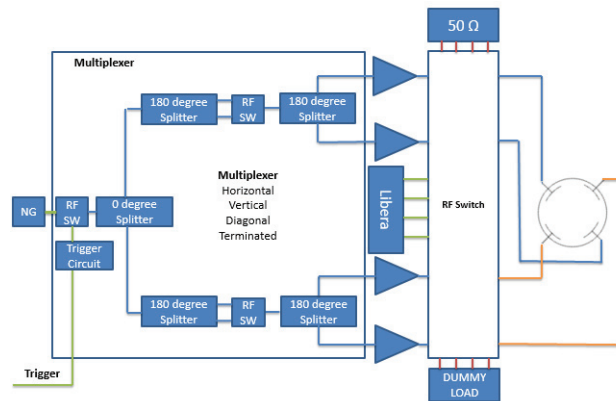 50 Ω
Multiplexer
180 degree
Splitter
RF
SW
180 degree
Splitter
Multiplexer
Horizontal
Vertical
Diagonal
Terminated
NG
RF
SW
0 degree
Splitter
Trigger
Circuit
Libera
RF Switch
180 degree
Splitter
RF
SW
180 degree
Splitter
Trigger
DUMMY
LOAD